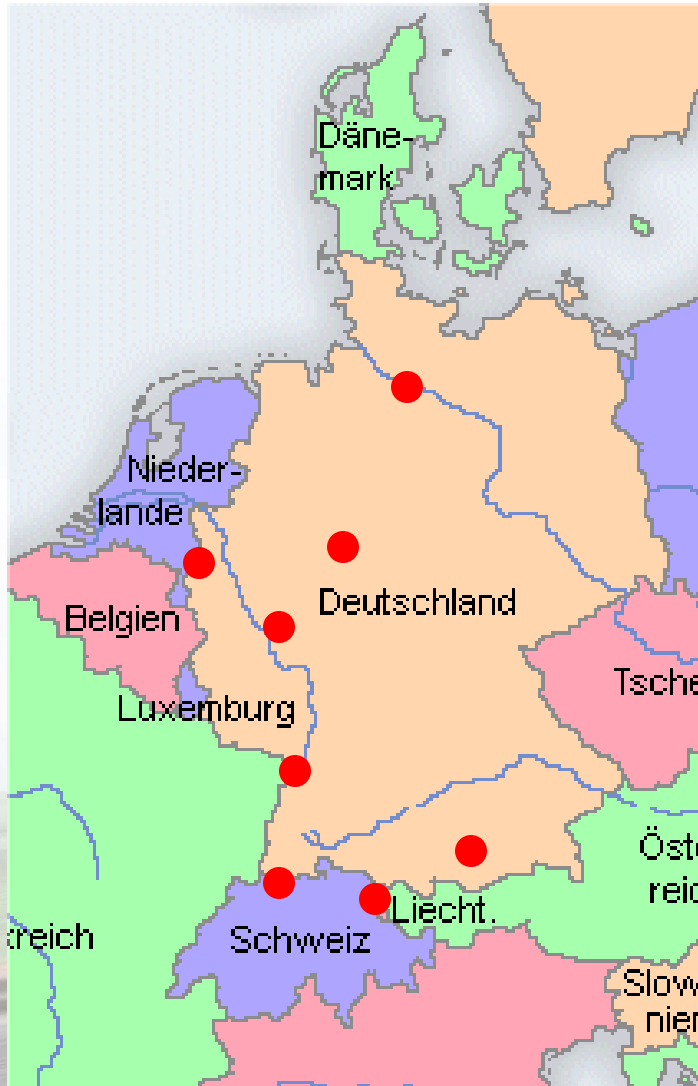 Däne-
mark
Nieder-
lande
Belgien
Deutschland
Tsche
Luxemburg
Öste
reic
Liecht.
kreich
Schweiz
Slow
nien